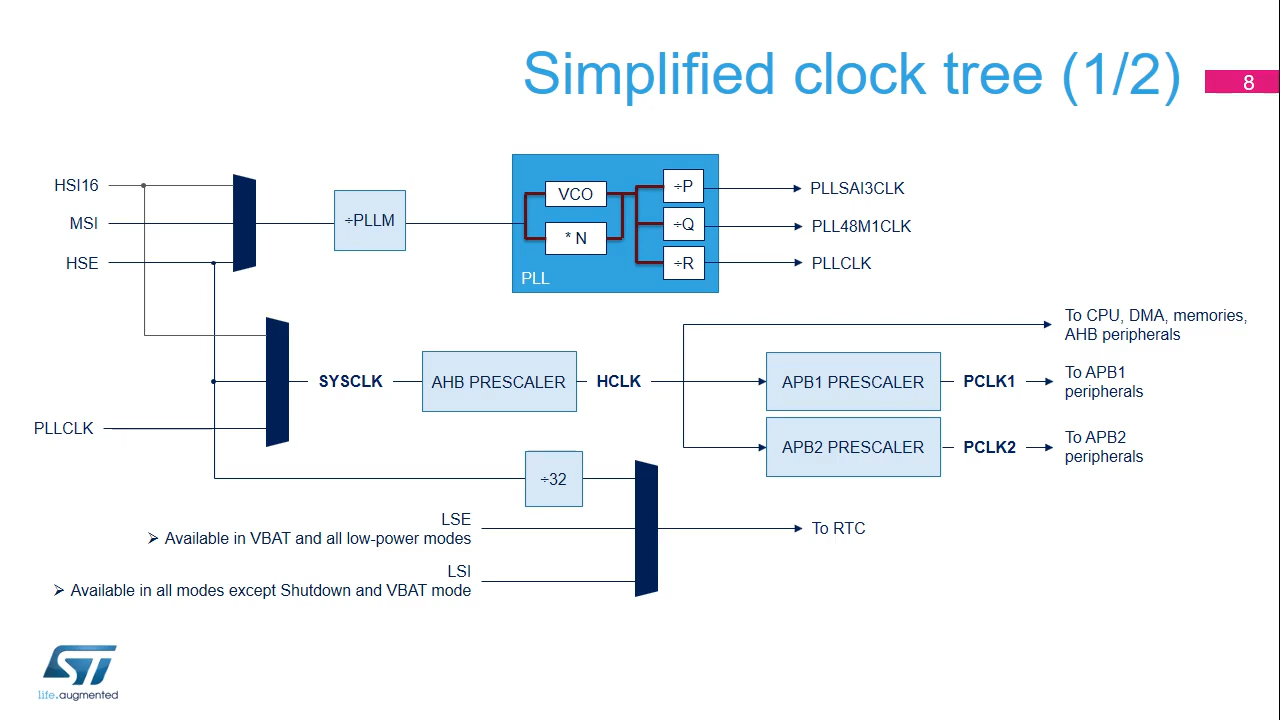 Simplified clock tree (1/2)
8
HSI16
MSI
HSE
÷PLLM
VCO
* N
÷P
÷Q
÷R
PLL
PLLSAI3CLK
PLL48M1CLK
PLLCLK
To CPU, DMA, memories,
AHB peripherals
SYSCLK
AHB PRESCALER
HCLK
APB1 PRESCALER
PCLK1
To APB1
peripherals
PLLCLK
APB2 PRESCALER
PCLK2
To APB2
peripherals
÷32
LSE
➢ Available in VBAT and all low-power modes
To RTC
LSI
➢ Available in all modes except Shutdown and VBAT mode
ST
life.augmented